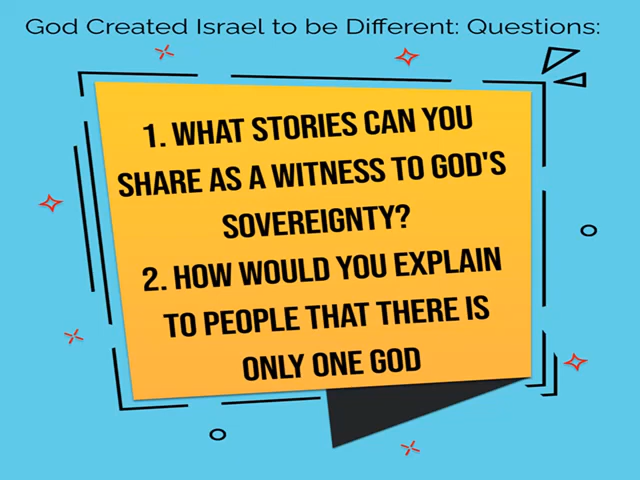 God Created Israel to be Different: Questions:
1. WHAT STORIES CAN YOU
SHARE AS A WITNESS TO GOD'S
SOVEREIGNTY?
2. HOW WOULD YOU EXPLAIN
TO PEOPLE THAT THERE IS
ONLY ONE GOD